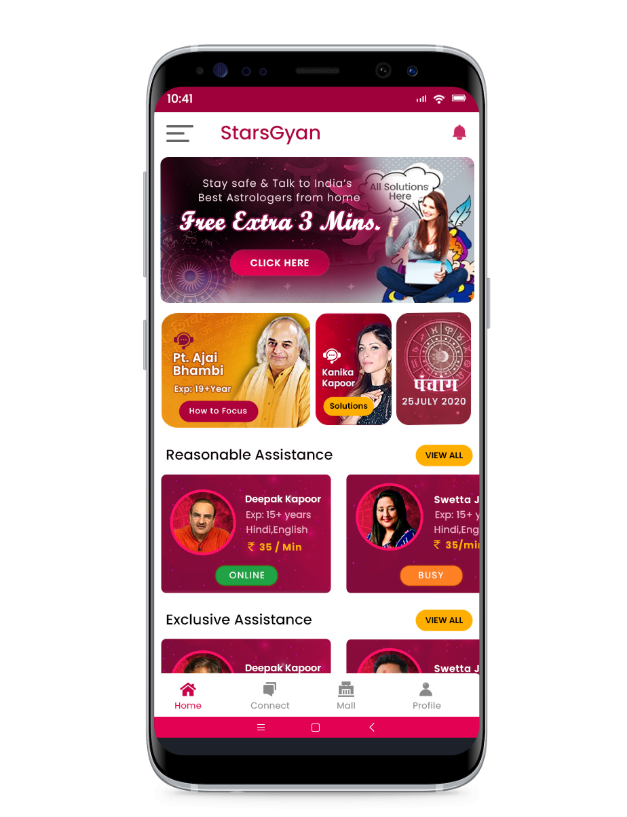 10:41
StarsGyan
Stay safe & Talk to India's
Best Astrologers from home
Free Extra 3 Mins.
CLICK HERE
All Solutions
Here
Pt. Ajai
Bhambi
Exp: 19+Year
How to Focus
Kanika
Kapoor
Solutions
पंचांग
25JULY 2020
Reasonable Assistance
VIEW ALL
Deepak Kapoor
Exp: 15+ years
Hindi,English
₹ 35 / Min
ONLINE
Swetta J
Exp: 15+ y
Hindi,Eng
₹ 35/min
BUSY
Exclusive Assistance
VIEW ALL
Deepak Kapoor
Swetta J
Home
Connect
Mall
Profile